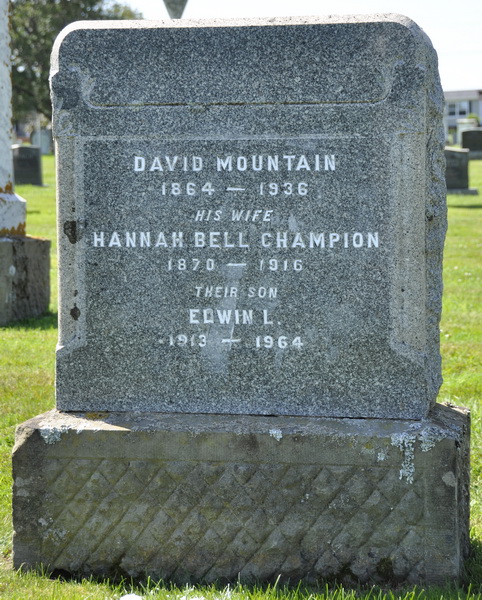 DAVID MOUNTAIN
1864 — 1936
HIS WIFE
HANNAH BELL CHAMPION
1870 — 1916
THEIR SON
EDWIN L.
1913 — 1964